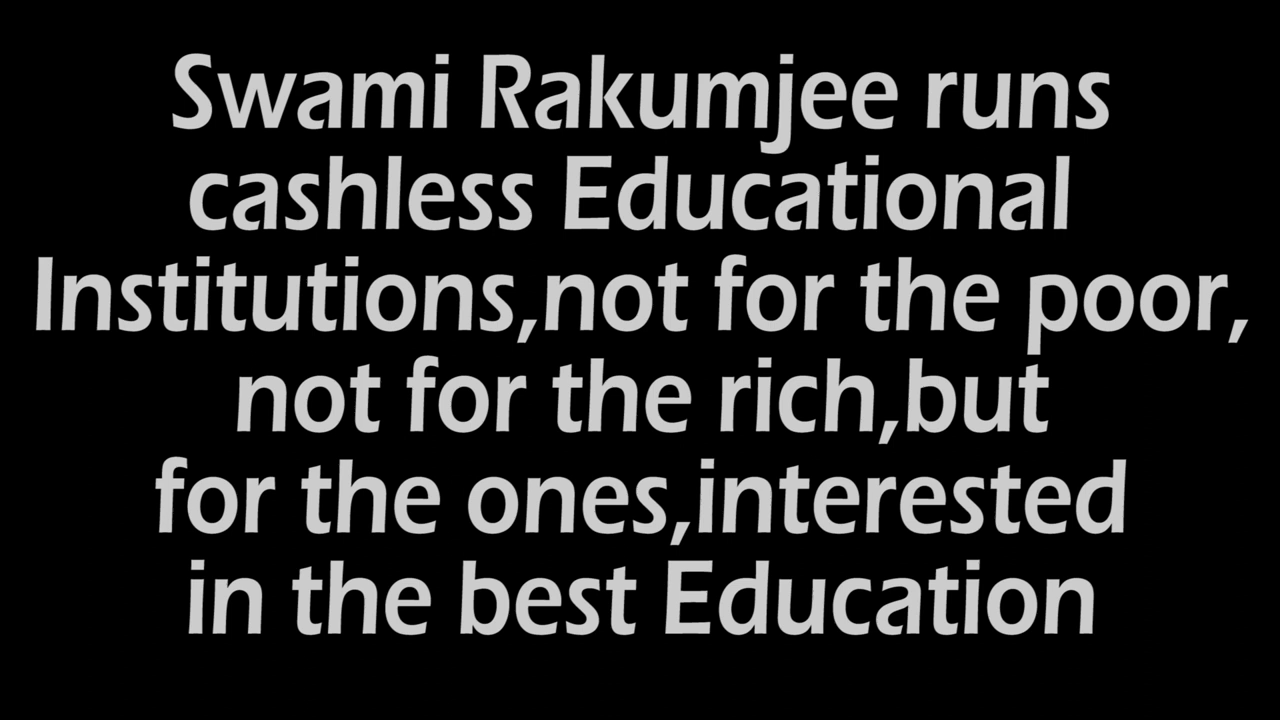 Swami Rakumjee runs
cashless Educational
Institutions,not for the poor,
not for the rich,but
for the ones,interested
in the best Education